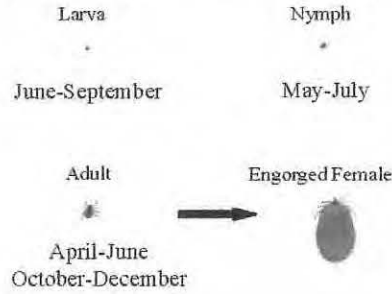 Larva
Nymph
June-September
May-July
Adult
Engorged Female
April-June
October-December